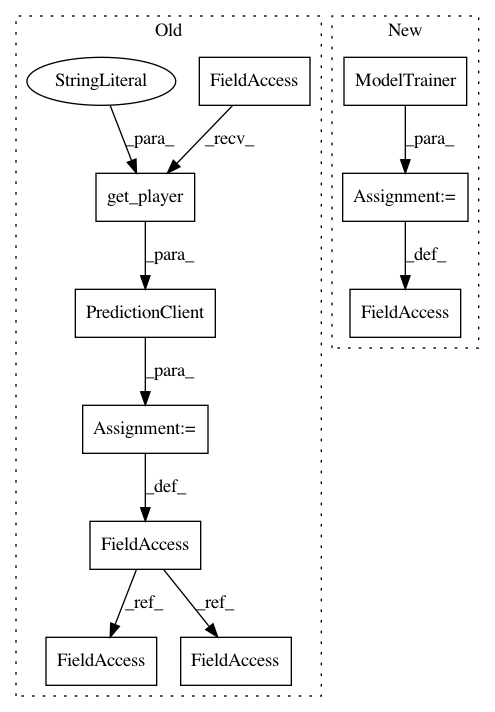 Old
New
StringLiteral
FieldAccess
ModelTrainer
_para_
_recv_
_para_
get_player
Assignment:=
_para_
_def_
PredictionClient
FieldAccess
_para_
Assignment:=
_def_
FieldAccess
_ref_
_ref_
FieldAccess
FieldAccess